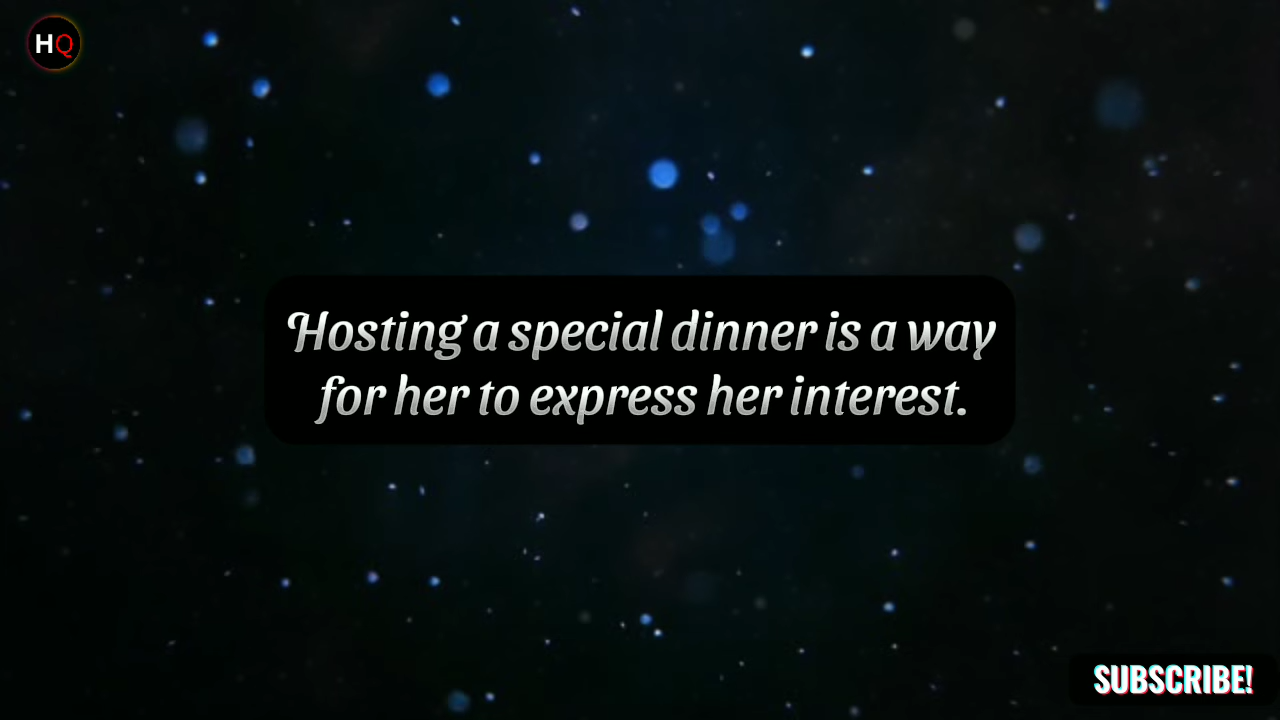 HQ
Hosting a special dinner is a way
for her to express her interest.
SUBSCRIBE!